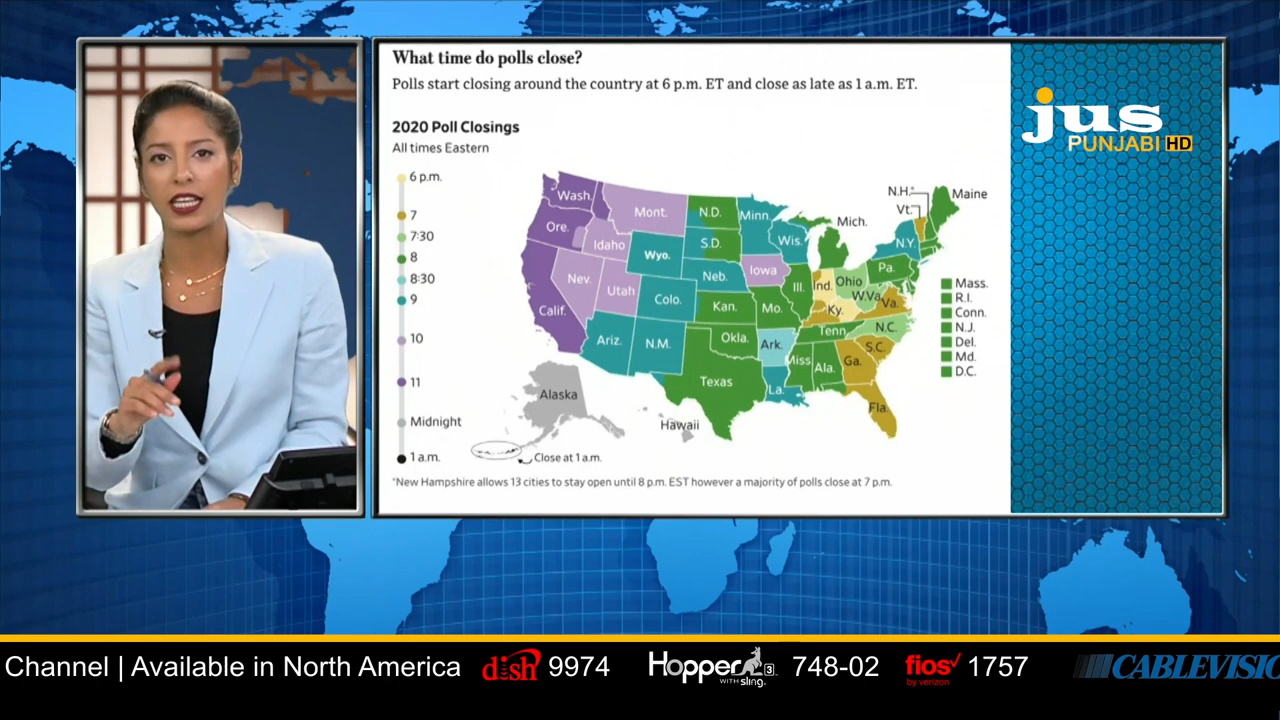 What time do polls close?
Polls start closing around the country at 6 p.m. ET and close as late as 1 a.m. ET.
2020 Poll Closings
All times Eastern
6 p.m.
7
7:30
8
8:30
9
10
11
Midnight
1 a.m.
Wash.
Ore.
Calif.
Mont.
Idaho
Nev.
Utah
Ariz.
Wyo.
Colo.
N.M.
N.D.
S.D.
Neb.
Kan.
Okla.
Texas
Minn.
Iowa
Mo.
Ark.
La.
Wis.
Ill.
Miss.
Mich.
Ind.
Ky.
Tenn.
Ala.
Ohio
W.Va.
Va.
N.C.
S.C.
Ga.
Fla.
Pa.
N.Y.
N.H.*
Vt.
Maine
Mass.
R.I.
Conn.
N.J.
Del.
Md.
D.C.
Alaska
Hawaii
Close at 1 a.m.
*New Hampshire allows 13 cities to stay open until 8 p.m. EST however a majority of polls close at 7 p.m.
jus
PUNJABI HD
Channel | Available in North America dish 9974 Hopper 3 WITH sling 748-02 fios by verizon 1757 CABLEVISIO